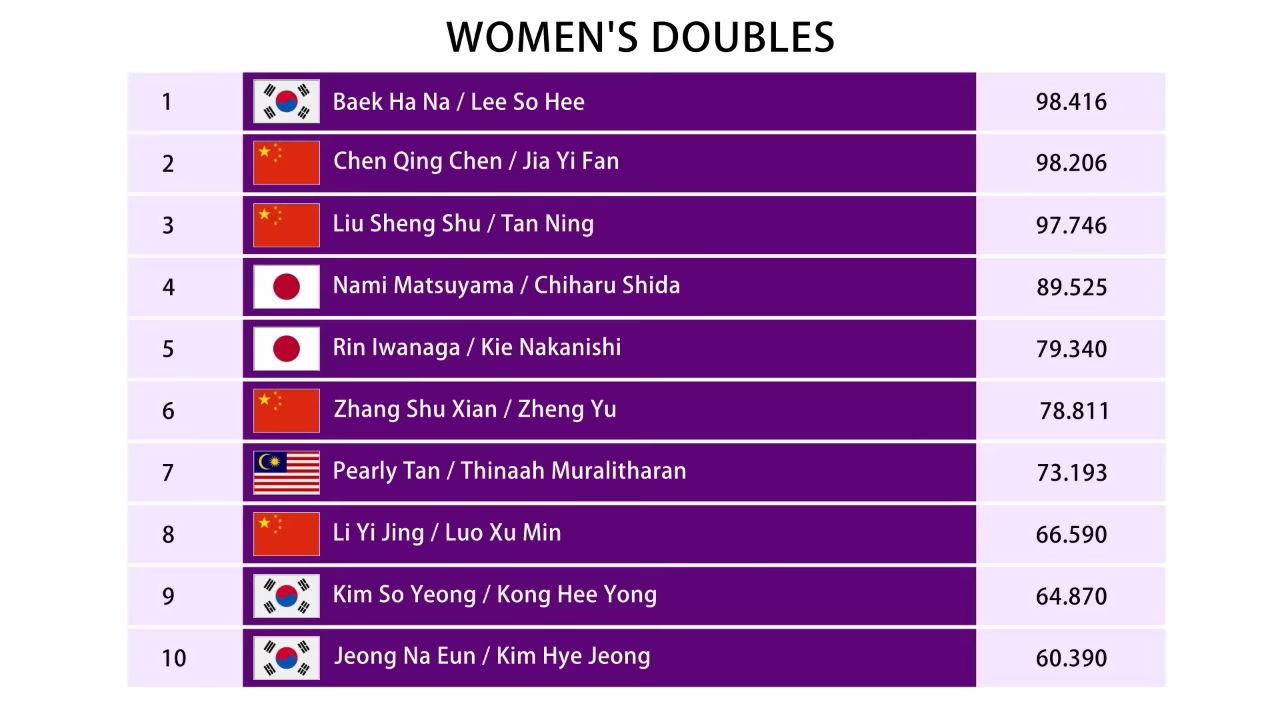 WOMEN'S DOUBLES
1 Baek Ha Na / Lee So Hee 98.416
2 Chen Qing Chen / Jia Yi Fan 98.206
3 Liu Sheng Shu / Tan Ning 97.746
4 Nami Matsuyama / Chiharu Shida 89.525
5 Rin Iwanaga / Kie Nakanishi 79.340
6 Zhang Shu Xian / Zheng Yu 78.811
7 Pearly Tan / Thinaah Muralitharan 73.193
8 Li Yi Jing / Luo Xu Min 66.590
9 Kim So Yeong / Kong Hee Yong 64.870
10 Jeong Na Eun / Kim Hye Jeong 60.390